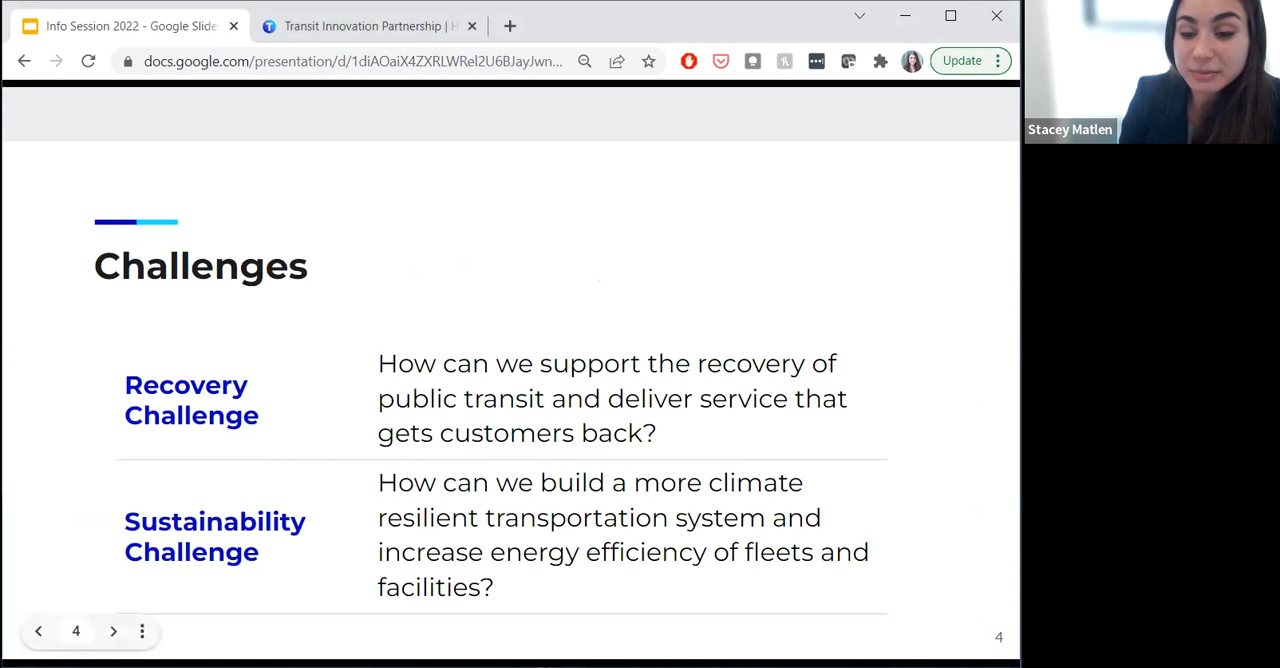 Info Session 2022 - Google Slide
Transit Innovation Partnership | H
docs.google.com/presentation/d/1diAOaiX4ZXRLWRel2U6BJayJwn...
Update
Stacey Matlen
Challenges
Recovery
Challenge
How can we support the recovery of
public transit and deliver service that
gets customers back?
Sustainability
Challenge
How can we build a more climate
resilient transportation system and
increase energy efficiency of fleets and
facilities?
4
4